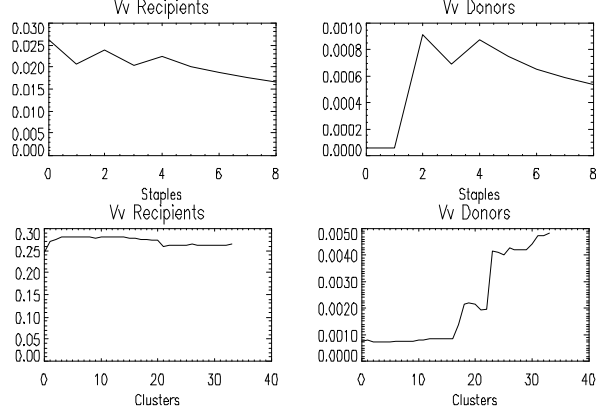 Vv Recipients
0.030
0.025
0.020
0.015
0.010
0.005
0.000
0 2 4 6 8
Staples
Vv Donors
0.0010
0.0008
0.0006
0.0004
0.0002
0.0000
0 2 4 6 8
Staples
Vv Recipients
0.30
0.25
0.20
0.15
0.10
0.05
0.00
0 10 20 30 40
Clusters
Vv Donors
0.0050
0.0040
0.0030
0.0020
0.0010
0.0000
0 10 20 30 40
Clusters